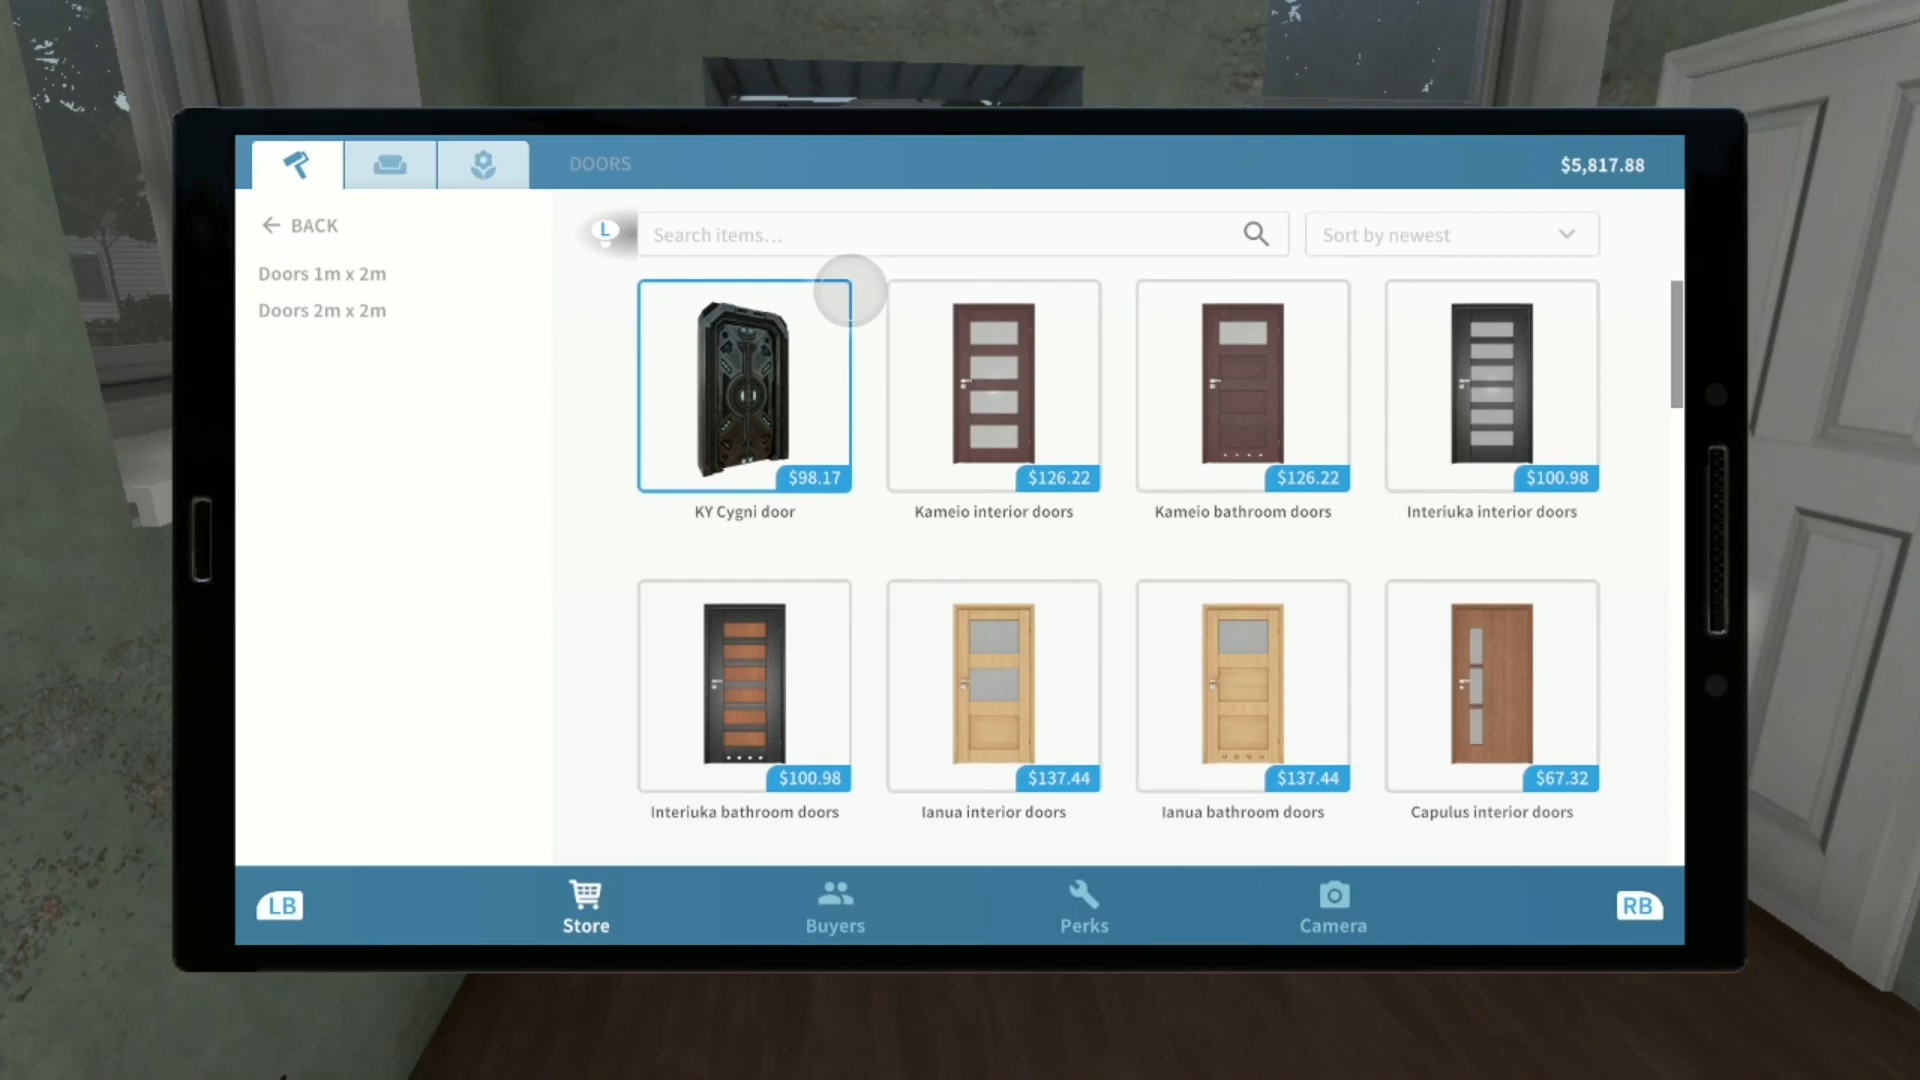 DOORS
$5,817.88
BACK
Doors 1m x 2m
Doors 2m x 2m
L
Search items...
Sort by newest
$98.17
$126.22
$126.22
$100.98
KY Cygni door
Kameio interior doors
Kameio bathroom doors
Interiuka interior doors
$100.98
$137.44
$137.44
$67.32
Interiuka bathroom doors
Ianua interior doors
Ianua bathroom doors
Capulus interior doors
LB
Store
Buyers
Perks
Camera
RB